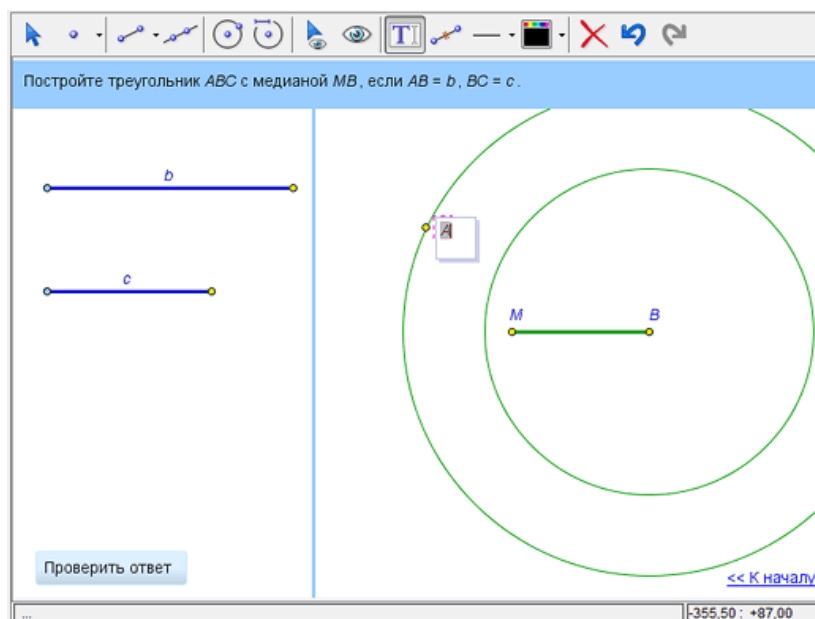 T
Постройте треугольник ABC с медианой MB, если AB = b, BC = c.
b
A
c
M B
Проверить ответ
<< К началу
... -355,50 : +87,00